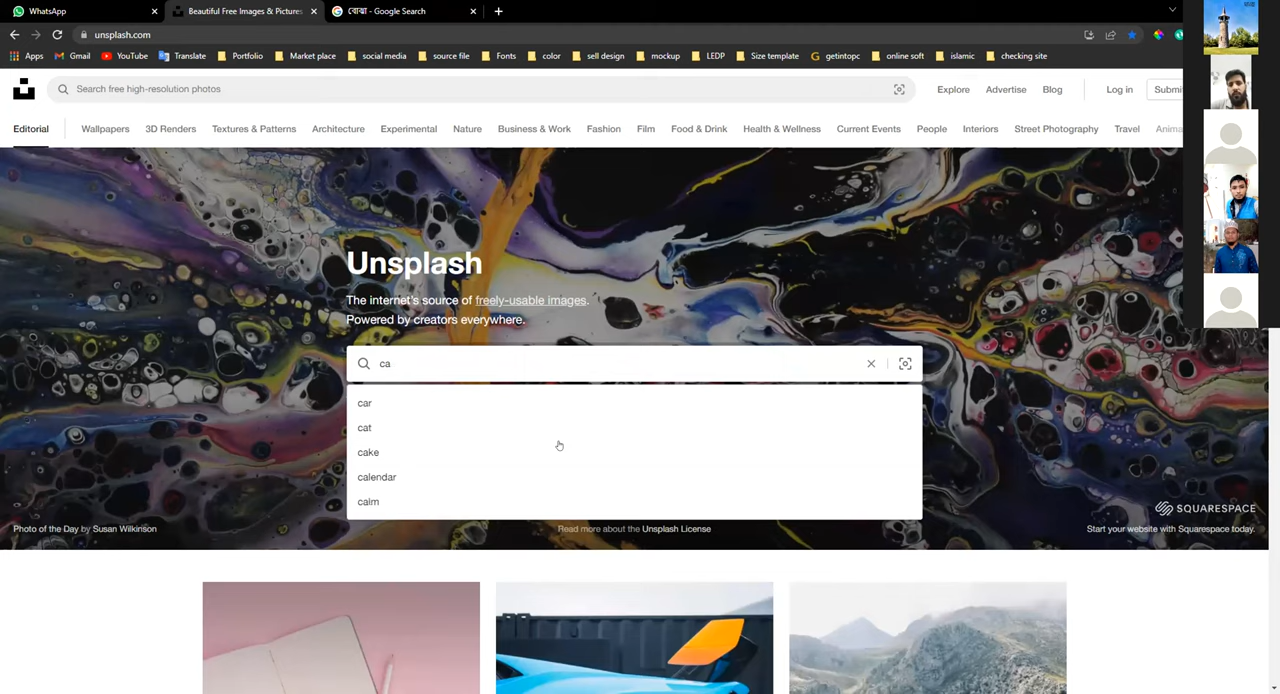 WhatsApp
Beautiful Free Images & Pictures
বোঝা - Google Search
unsplash.com
Apps Gmail YouTube Translate Portfolio Market place social media source file Fonts color sell design mockup LEDP Size template getintopc online soft islamic checking site
Search free high-resolution photos
Explore Advertise Blog Log in Submi
Editorial Wallpapers 3D Renders Textures & Patterns Architecture Experimental Nature Business & Work Fashion Film Food & Drink Health & Wellness Current Events People Interiors Street Photography Travel Anima
Unsplash
The internet's source of freely-usable images.
Powered by creators everywhere.
ca
car
cat
cake
calendar
calm
SQUARESPACE
Photo of the Day by Susan Wilkinson
Read more about the Unsplash License
Start your website with Squarespace today.